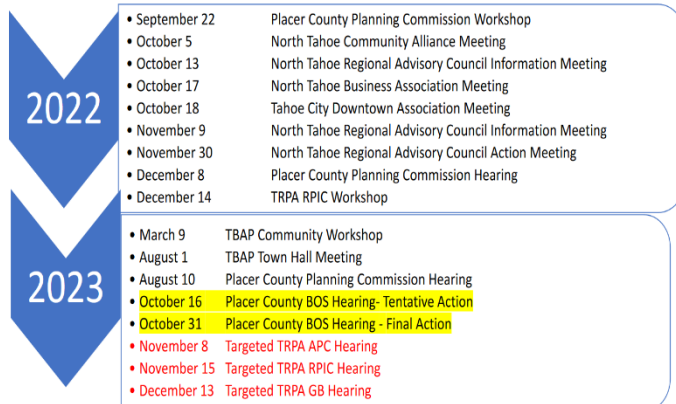 2022
• September 22 Placer County Planning Commission Workshop
• October 5 North Tahoe Community Alliance Meeting
• October 13 North Tahoe Regional Advisory Council Information Meeting
• October 17 North Tahoe Business Association Meeting
• October 18 Tahoe City Downtown Association Meeting
• November 9 North Tahoe Regional Advisory Council Information Meeting
• November 30 North Tahoe Regional Advisory Council Action Meeting
• December 8 Placer County Planning Commission Hearing
• December 14 TRPA RPIC Workshop
2023
• March 9 TBAP Community Workshop
• August 1 TBAP Town Hall Meeting
• August 10 Placer County Planning Commission Hearing
• October 16 Placer County BOS Hearing- Tentative Action
• October 31 Placer County BOS Hearing - Final Action
• November 8 Targeted TRPA APC Hearing
• November 15 Targeted TRPA RPIC Hearing
• December 13 Targeted TRPA GB Hearing